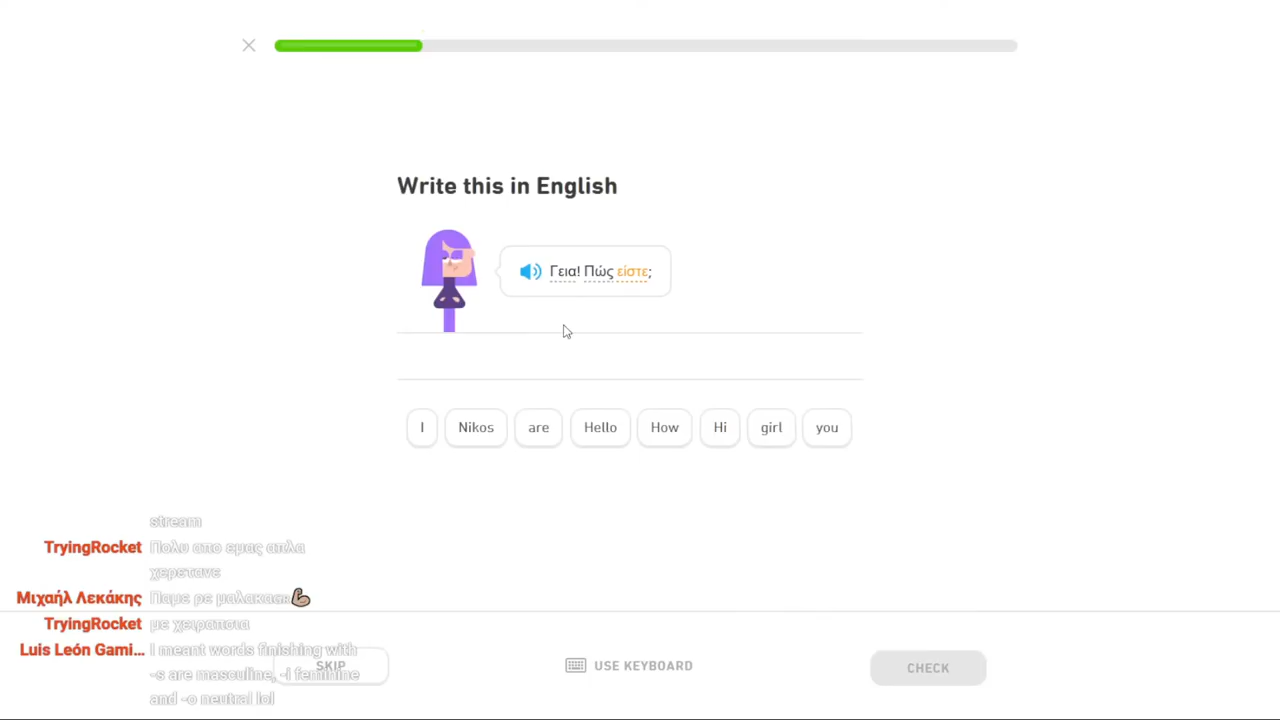 Write this in English
Γεια! Πώς είστε;
I Nikos are Hello How Hi girl you
stream
TryingRocket Πολυ απο εμας απλα
χερετανε
Μιχαήλ Λεκάκης Παμε ρε μαλακασκ💪🏽
TryingRocket με χειραποια
Luis León Gami... I meant words finishing with
-s are masculine, -i feminine
and -o neutral lol
SKIP
USE KEYBOARD
CHECK